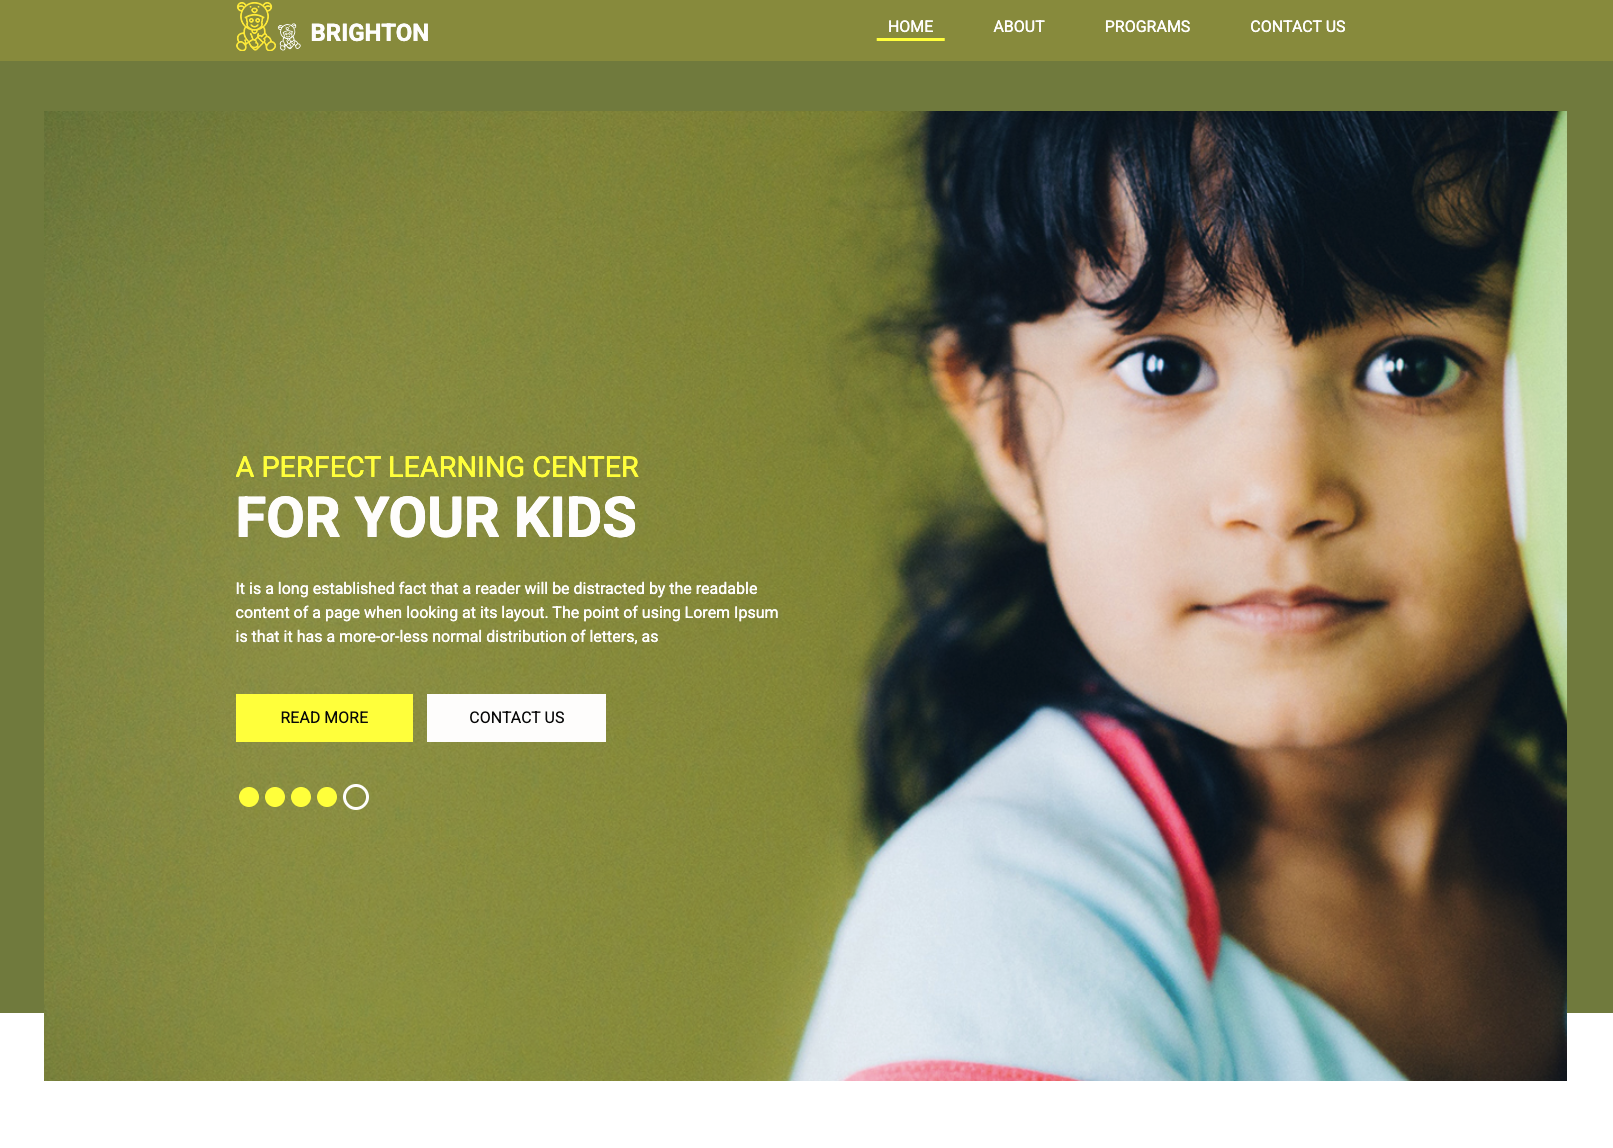 BRIGHTON
HOME
ABOUT
PROGRAMS
CONTACT US
A PERFECT LEARNING CENTER
FOR YOUR KIDS
It is a long established fact that a reader will be distracted by the readable
content of a page when looking at its layout. The point of using Lorem Ipsum
is that it has a more-or-less normal distribution of letters, as
READ MORE
CONTACT US